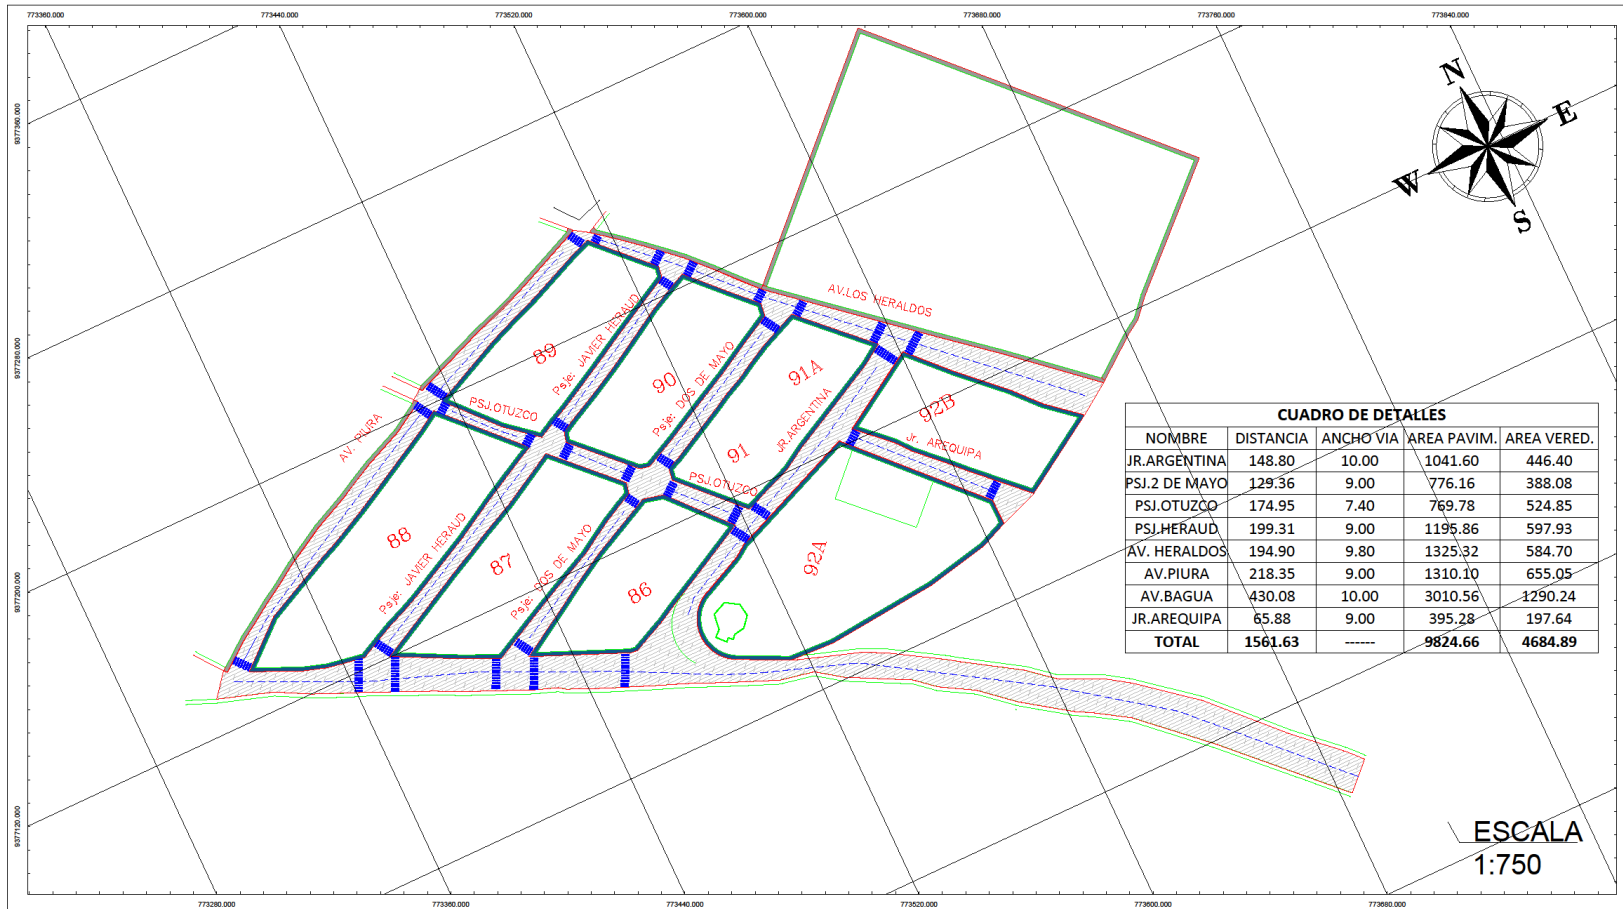 773360.000 773440.000 773520.000 773600.000 773680.000 773760.000 773840.000
9377360.000
9377280.000
9377200.000
9377120.000
N
E
W
S
AV.LOS HERALDOS
89
Psje: JAVIER HERAUD
90
Psje: DOS DE MAYO
91A
92B
PSJ.OTUZCO
JR.ARGENTINA
AV. PIURA
91
Jr. AREQUIPA
PSJ.OTUZCO
88
Psje: JAVIER HERAUD
87
Psje: DOS DE MAYO
86
92A
CUADRO DE DETALLES
NOMBRE DISTANCIA ANCHO VIA AREA PAVIM. AREA VERED.
JR.ARGENTINA 148.80 10.00 1041.60 446.40
PSJ.2 DE MAYO 129.36 9.00 776.16 388.08
PSJ.OTUZCO 174.95 7.40 769.78 524.85
PSJ.HERAUD 199.31 9.00 1195.86 597.93
AV. HERALDOS 194.90 9.80 1325.32 584.70
AV.PIURA 218.35 9.00 1310.10 655.05
AV.BAGUA 430.08 10.00 3010.56 1290.24
JR.AREQUIPA 65.88 9.00 395.28 197.64
TOTAL 1561.63 ------ 9824.66 4684.89
ESCALA
1:750
773280.000 773360.000 773440.000 773520.000 773600.000 773680.000